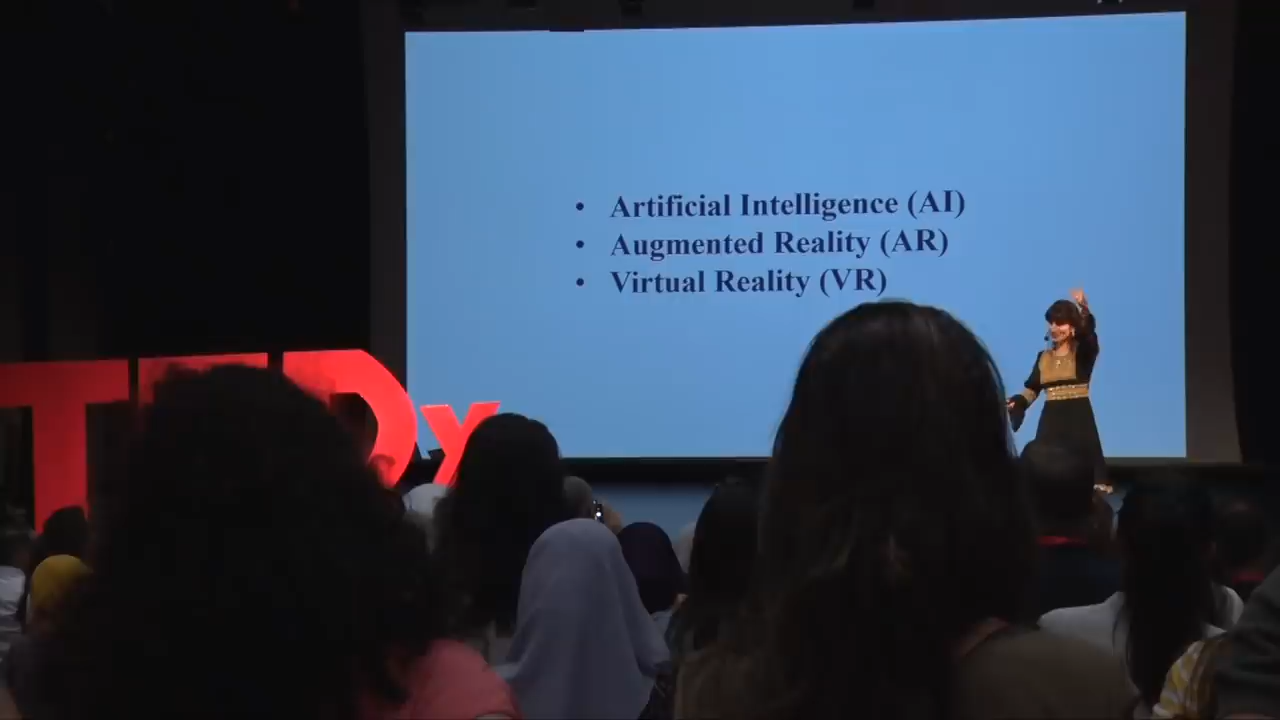 • Artificial Intelligence (AI)
• Augmented Reality (AR)
• Virtual Reality (VR)
TEDx